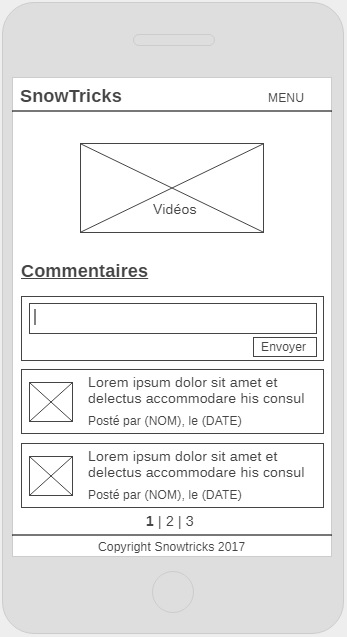 SnowTricks MENU
Vidéos
Commentaires
Envoyer
Lorem ipsum dolor sit amet et
delectus accommodare his consul
Posté par (NOM), le (DATE)
Lorem ipsum dolor sit amet et
delectus accommodare his consul
Posté par (NOM), le (DATE)
1 | 2 | 3
Copyright Snowtricks 2017